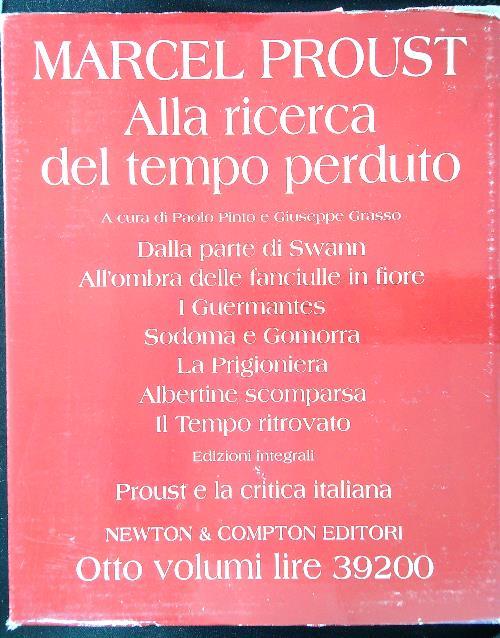 MARCEL PROUST
Alla ricerca
del tempo perduto
A cura di Paolo Pinto e Giuseppe Grasso
Dalla parte di Swann
All'ombra delle fanciulle in fiore
I Guermantes
Sodoma e Gomorra
La Prigioniera
Albertine scomparsa
Il Tempo ritrovato
Edizioni integrali
Proust e la critica italiana
NEWTON & COMPTON EDITORI
Otto volumi lire 39200